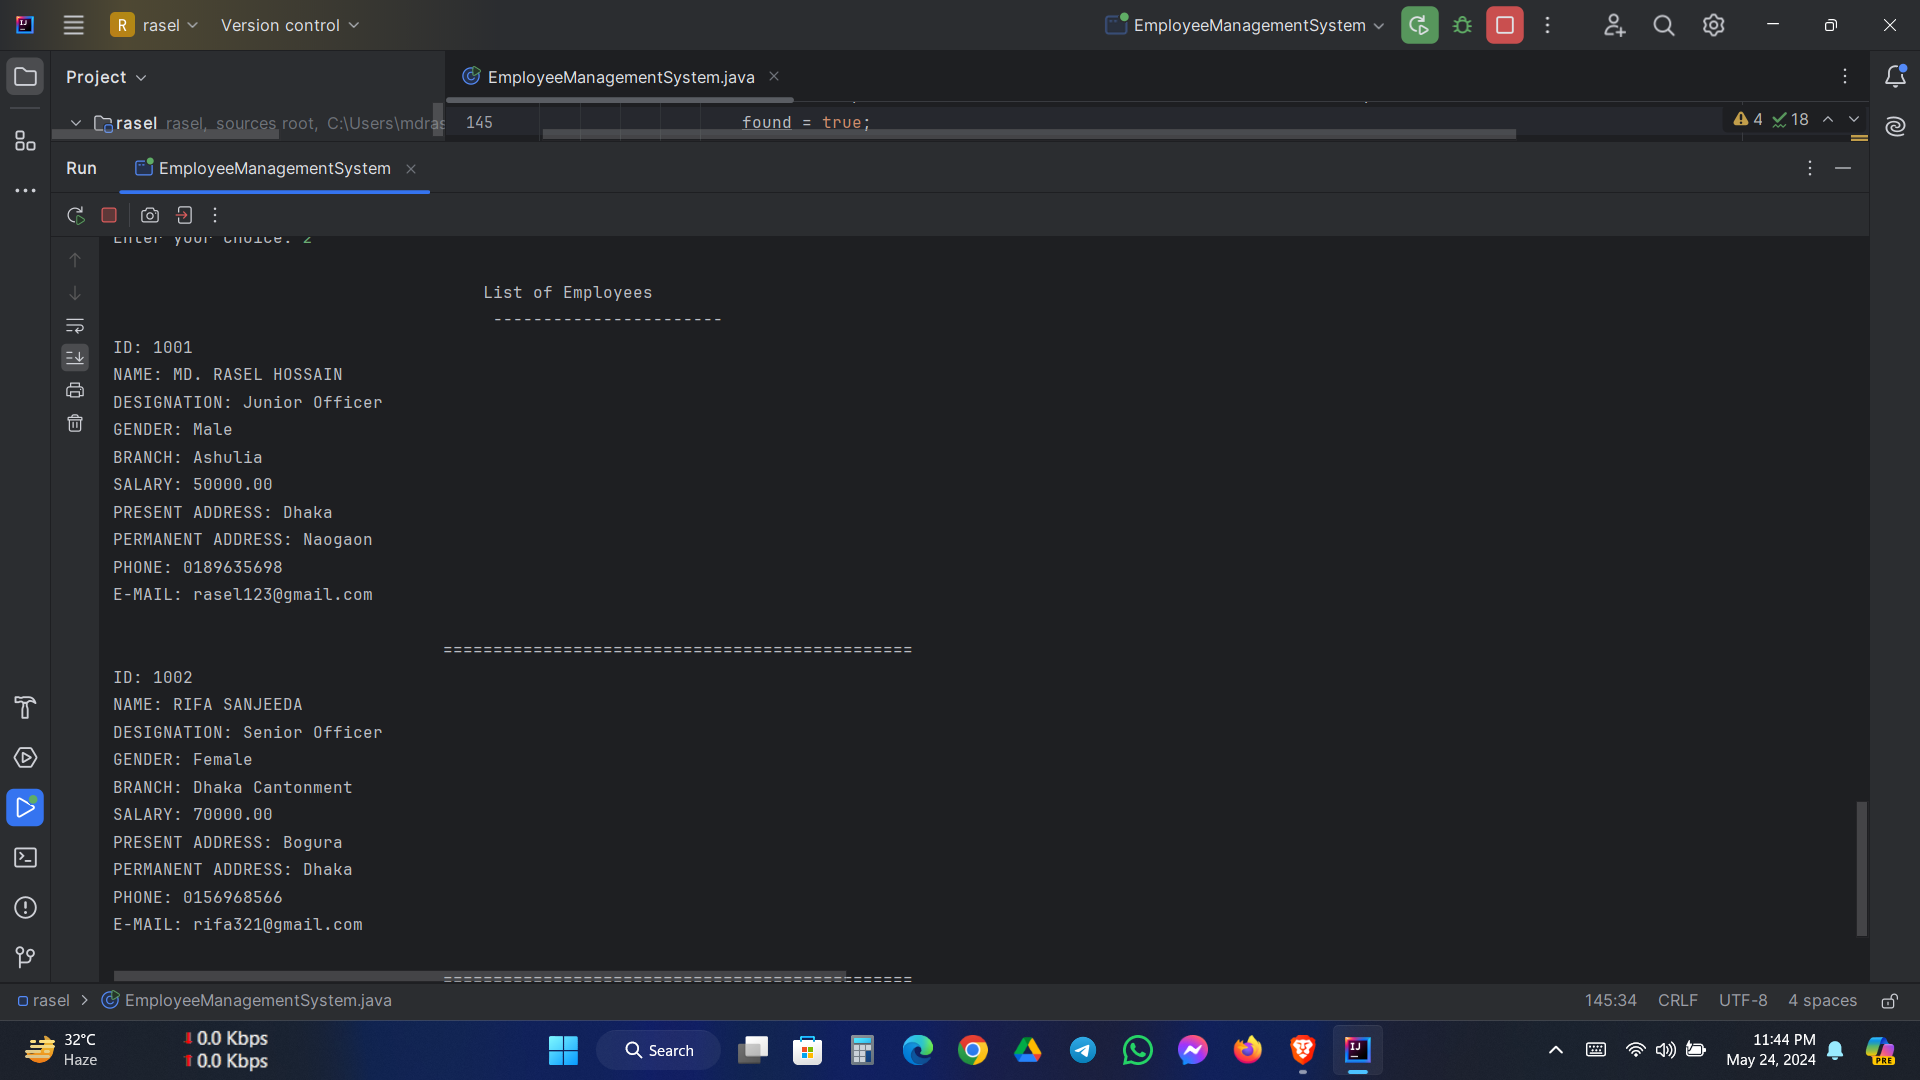 R rasel Version control EmployeeManagementSystem
Project EmployeeManagementSystem.java
rasel rasel, sources root, C:\Users\mdras 145 found = true; 4 18
Run EmployeeManagementSystem
Enter your choice: 2
List of Employees
-----------------------
ID: 1001
NAME: MD. RASEL HOSSAIN
DESIGNATION: Junior Officer
GENDER: Male
BRANCH: Ashulia
SALARY: 50000.00
PRESENT ADDRESS: Dhaka
PERMANENT ADDRESS: Naogaon
PHONE: 0189635698
E-MAIL: rasel123@gmail.com
===============================================
ID: 1002
NAME: RIFA SANJEEDA
DESIGNATION: Senior Officer
GENDER: Female
BRANCH: Dhaka Cantonment
SALARY: 70000.00
PRESENT ADDRESS: Bogura
PERMANENT ADDRESS: Dhaka
PHONE: 0156968566
E-MAIL: rifa321@gmail.com
===============================================
rasel > EmployeeManagementSystem.java 145:34 CRLF UTF-8 4 spaces
32°C 0.0 Kbps Search 11:44 PM
Haze 0.0 Kbps May 24, 2024 PRE